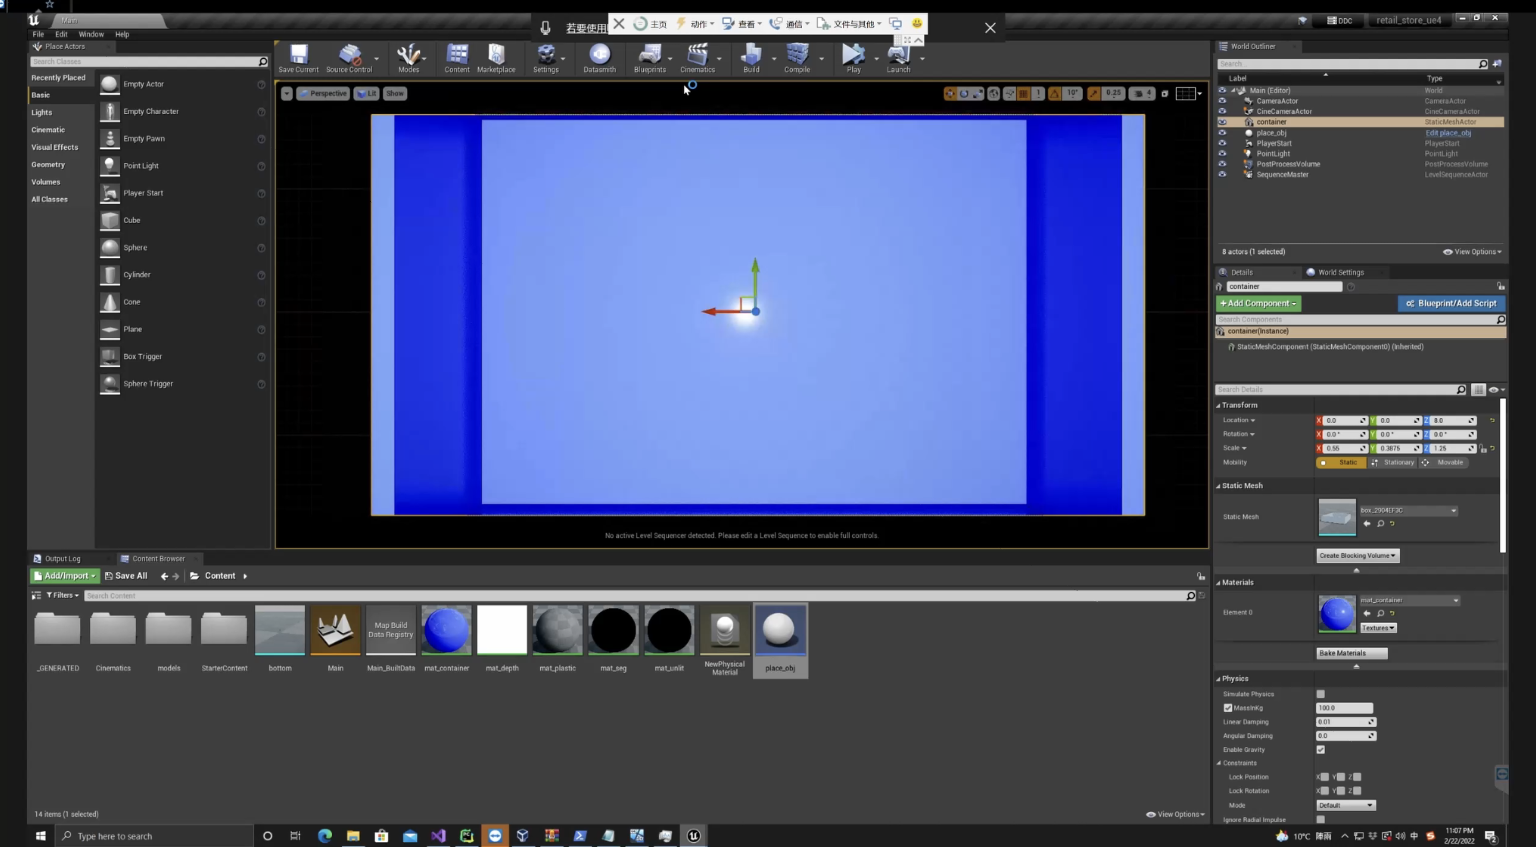 Main
若要使用
主页
动作
查看
通信
文件与其他
DDC
retail_store_ue4
File Edit Window Help
Place Actors
Search Classes
Recently Placed
Basic
Lights
Cinematic
Visual Effects
Geometry
Volumes
All Classes
Empty Actor
Empty Character
Empty Pawn
Point Light
Player Start
Cube
Sphere
Cylinder
Cone
Plane
Box Trigger
Sphere Trigger
Save Current
Source Control
Modes
Content
Marketplace
Settings
Datasmith
Blueprints
Cinematics
Build
Compile
Play
Launch
Perspective
Lit
Show
1
10°
0.25
4
No active Level Sequencer detected. Please edit a Level Sequence to enable full controls.
World Outliner
Search...
Label Type
Main (Editor) World
CameraActor CameraActor
CineCameraActor CineCameraActor
container StaticMeshActor
place_obj Edit place_obj
PlayerStart PlayerStart
PointLight PointLight
PostProcessVolume PostProcessVolume
SequenceMaster LevelSequenceActor
8 actors (1 selected)
View Options
Details
World Settings
container
+Add Component
Blueprint/Add Script
Search Components
container(Instance)
StaticMeshComponent (StaticMeshComponent0) (Inherited)
Search Details
Transform
Location X 0.0 Y 0.0 Z 8.0
Rotation X 0.0° Y 0.0° Z 0.0°
Scale X 0.55 Y 0.3875 Z 1.25
Mobility Static Stationary Movable
Static Mesh
Static Mesh
box_2904EF3C
Create Blocking Volume
Materials
Element 0
mat_container
Textures
Bake Materials
Physics
Simulate Physics
MassInKg 100.0
Linear Damping 0.01
Angular Damping 0.0
Enable Gravity
Constraints
Lock Position X Y Z
Lock Rotation X Y Z
Mode Default
Ignore Radial Impulse
Output Log
Content Browser
Add/Import
Save All
Content
Filters
Search Content
Map Build
Data Registry
_GENERATED
Cinematics
models
StarterContent
bottom
Main
Main_BuiltData
mat_container
mat_depth
mat_plastic
mat_seg
mat_unlit
NewPhysical
Material
place_obj
14 items (1 selected)
View Options
Type here to search
10°C 陣雨
中
11:07 PM
2/22/2022
2